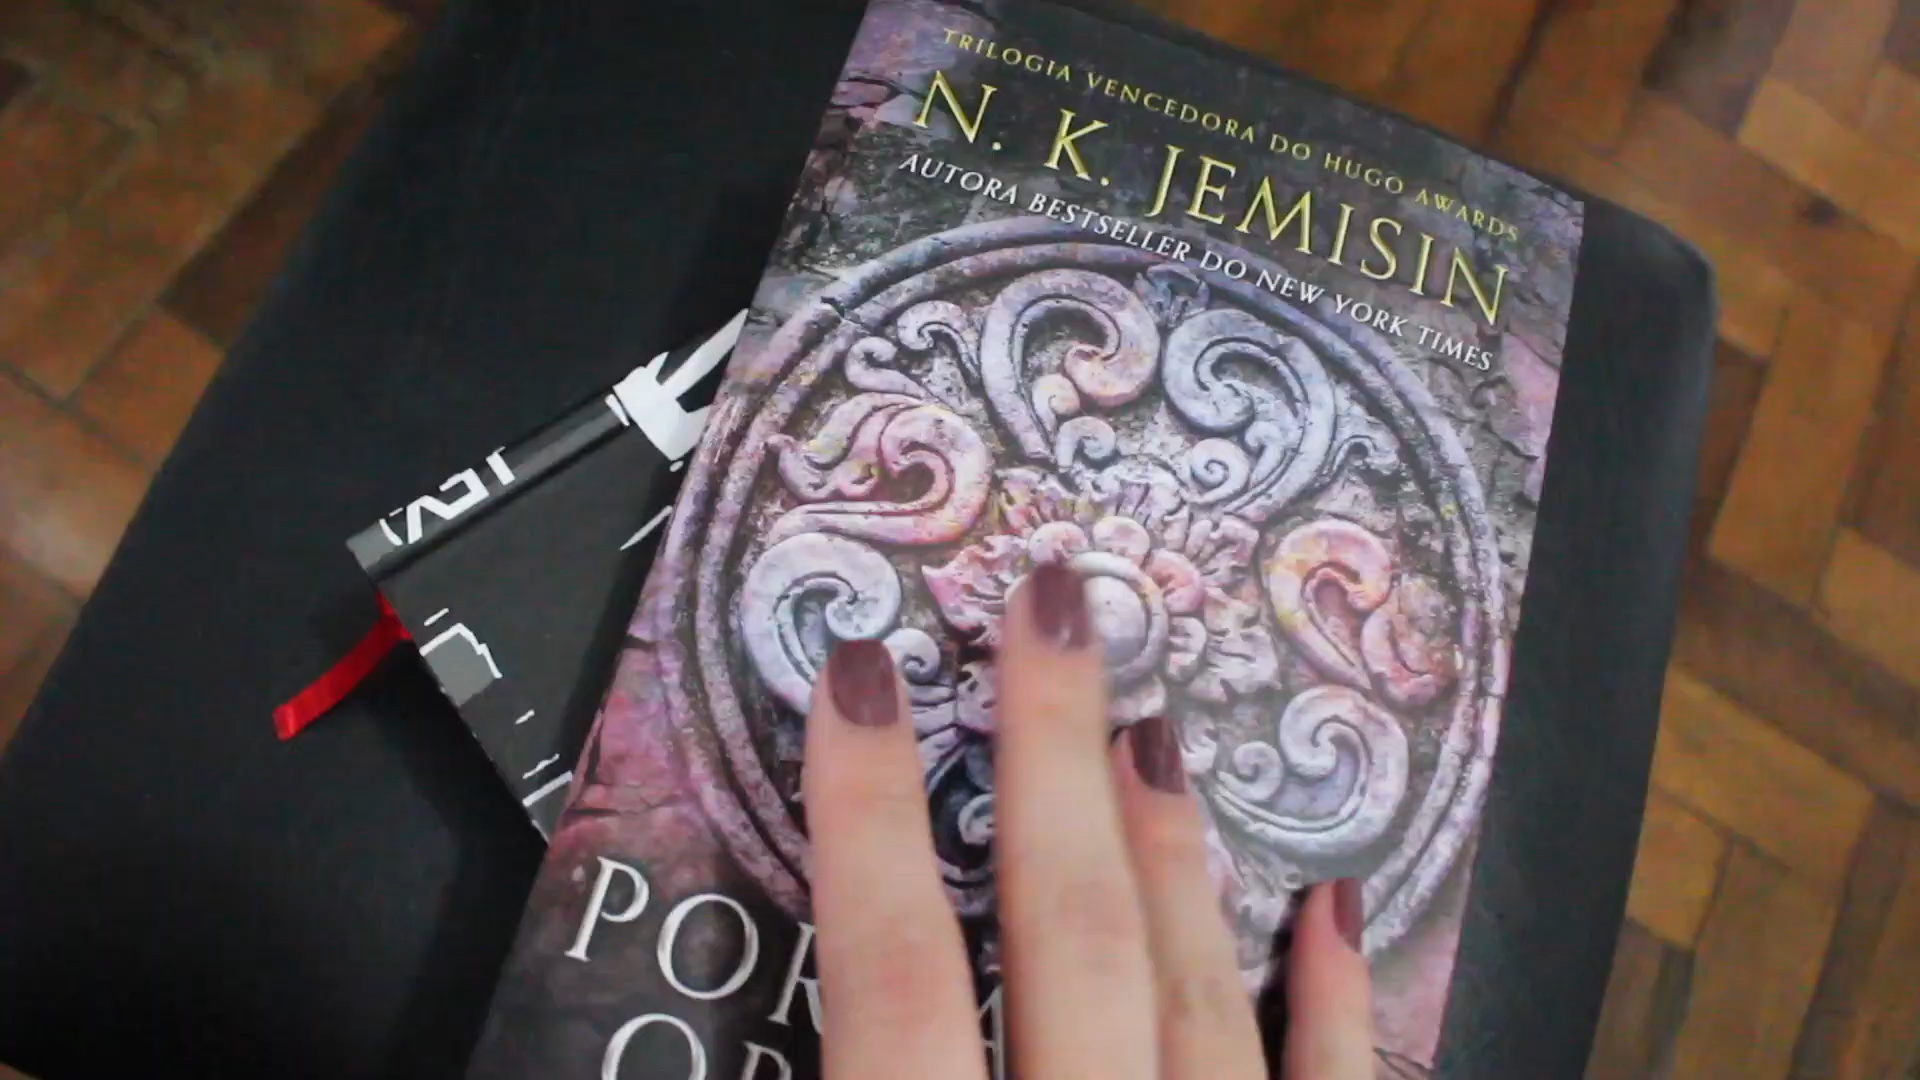 TRILOGIA VENCEDORA DO HUGO AWARDS
N. K. JEMISIN
AUTORA BESTSELLER DO NEW YORK TIMES